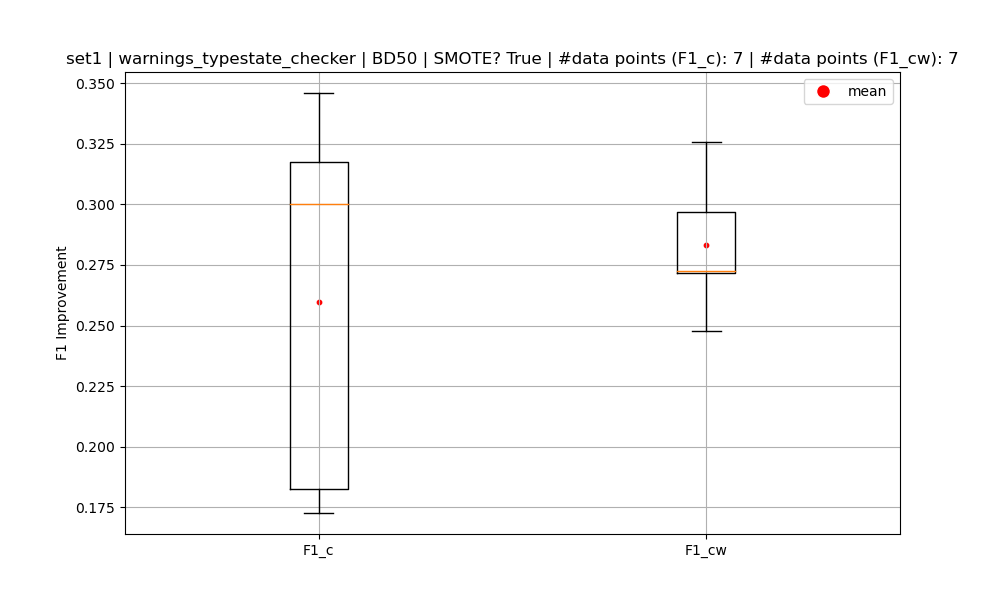 set1 | warnings_typestate_checker | BD50 | SMOTE? True | #data points (F1_c): 7 | #data points (F1_cw): 7
mean
0.350
0.325
0.300
0.275
0.250
0.225
0.200
0.175
F1 Improvement
F1_c
F1_cw